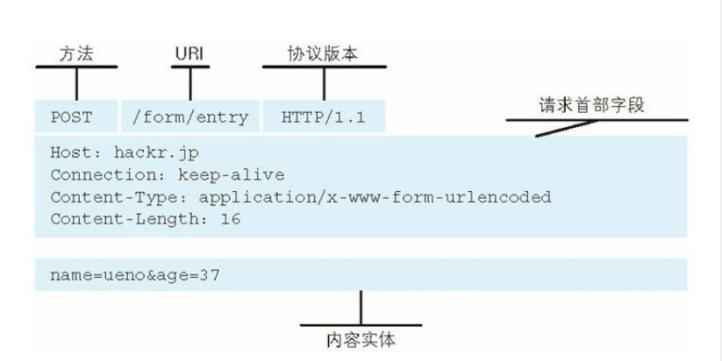 方法 URI 协议版本
请求首部字段
POST /form/entry HTTP/1.1
Host: hackr.jp
Connection: keep-alive
Content-Type: application/x-www-form-urlencoded
Content-Length: 16
name=ueno&age=37
内容实体